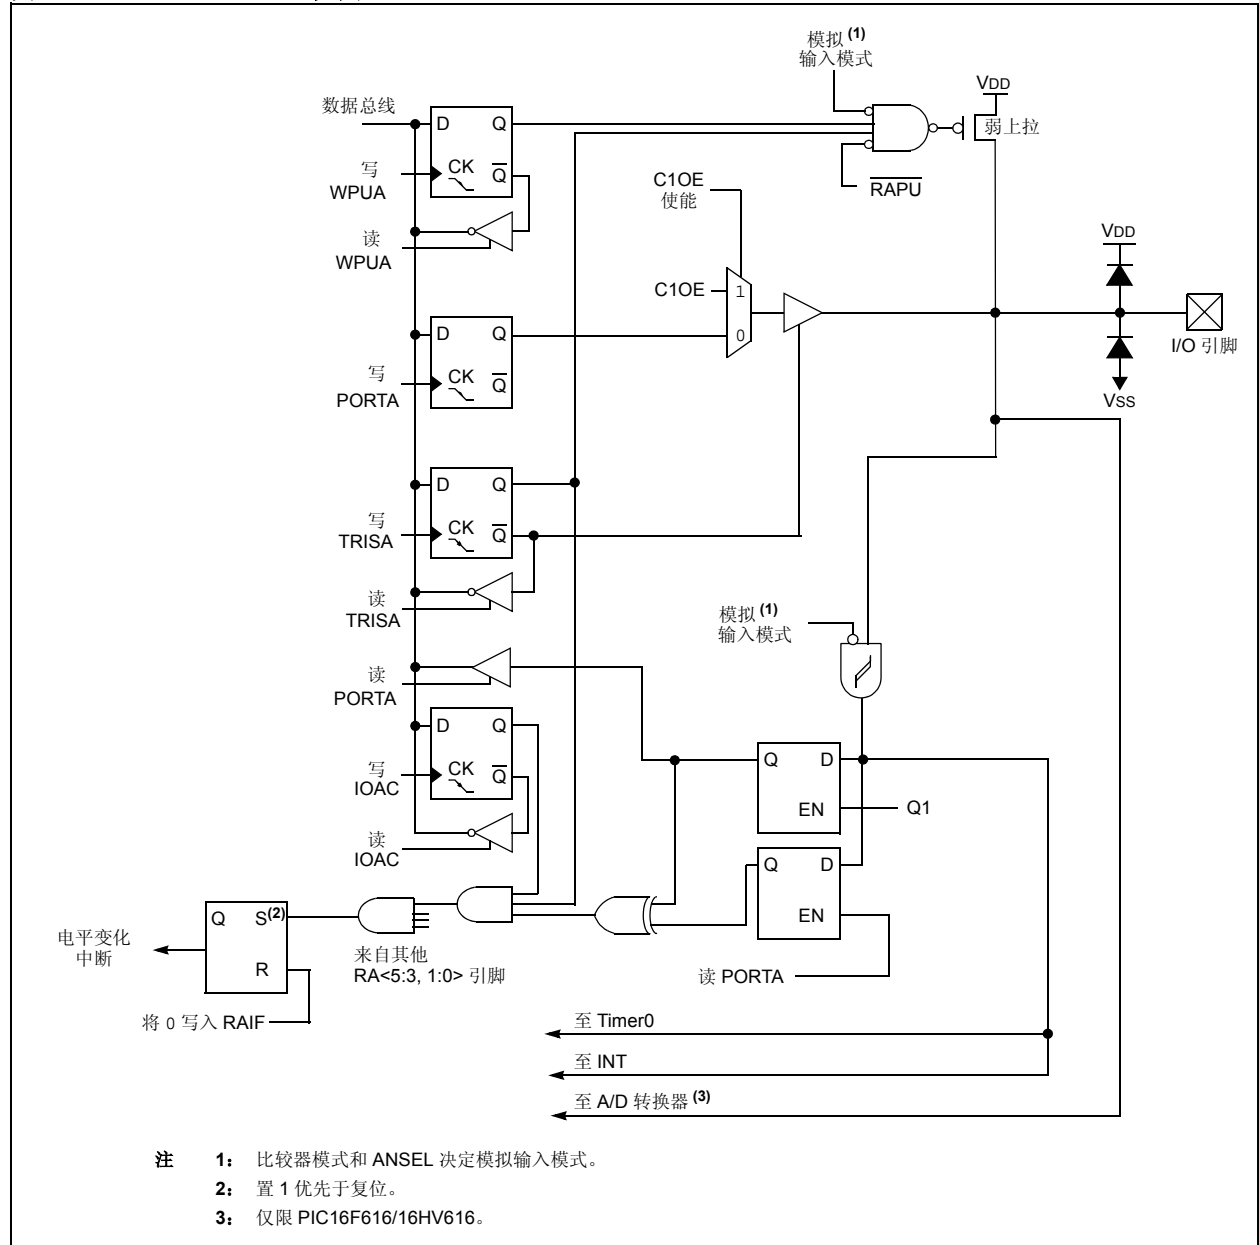 模拟 (1)
输入模式
VDD
弱上拉
数据总线
D Q
CK Q
写
WPUA
读
WPUA
RAPU
C1OE
使能
C1OE
1
0
VDD
I/O 引脚
VSS
D Q
CK Q
写
PORTA
D Q
CK Q
写
TRISA
读
TRISA
模拟 (1)
输入模式
读
PORTA
D Q
CK Q
写
IOAC
读
IOAC
Q D
EN
Q1
Q D
EN
读 PORTA
Q S(2)
R
电平变化
中断
来自其他
RA<5:3, 1:0> 引脚
将 0 写入 RAIF
至 Timer0
至 INT
至 A/D 转换器 (3)
注 1： 比较器模式和 ANSEL 决定模拟输入模式。
2： 置 1 优先于复位。
3： 仅限 PIC16F616/16HV616。